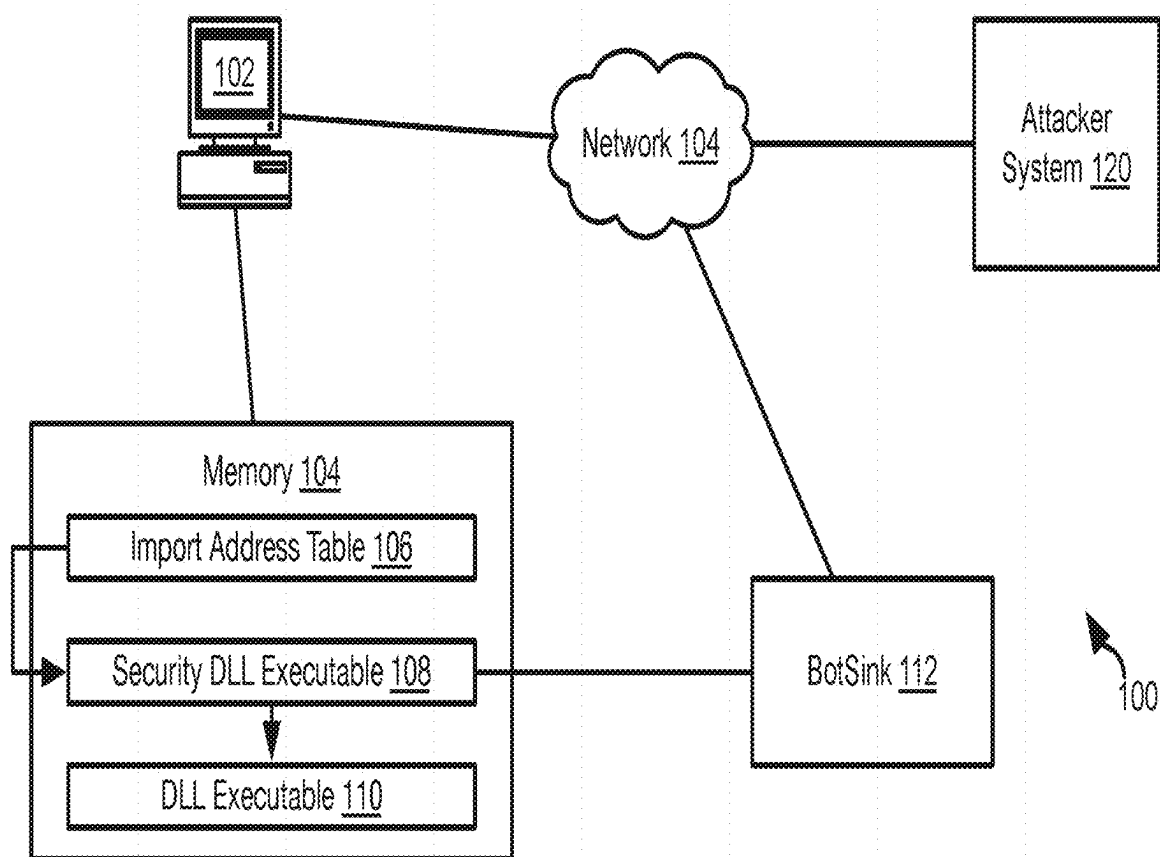 102
Network 104
Attacker
System 120
Memory 104
Import Address Table 106
Security DLL Executable 108
DLL Executable 110
BotSink 112
100